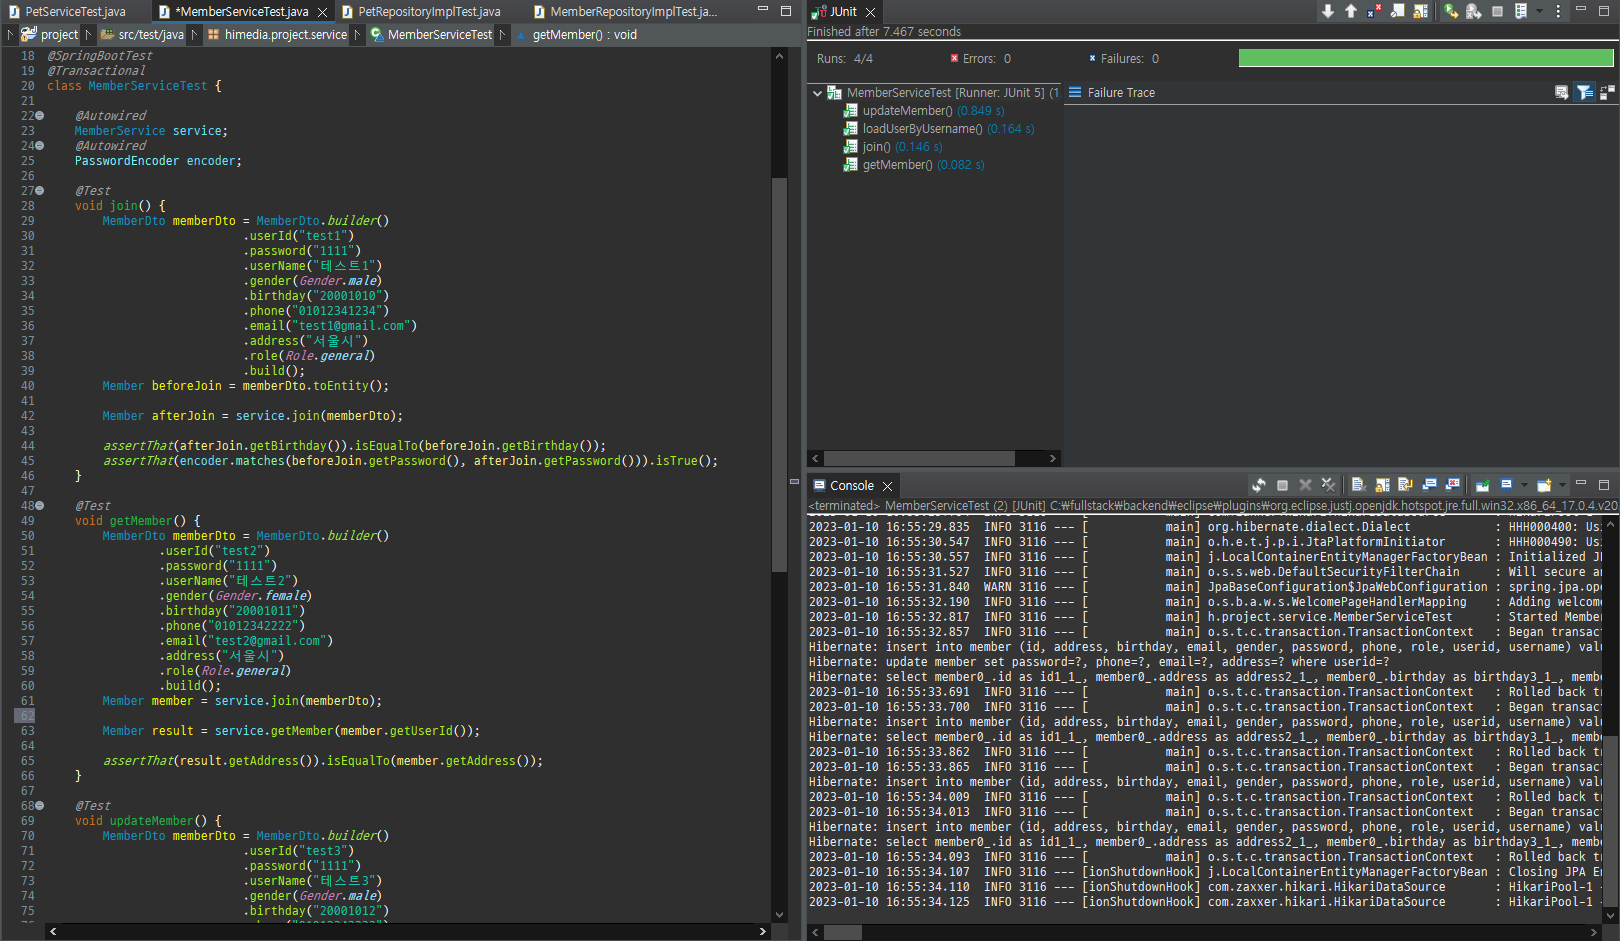 PetServiceTest.java
*MemberServiceTest.java
PetRepositoryImplTest.java
MemberRepositoryImplTest.ja...
project
src/test/java
himedia.project.service
MemberServiceTest
getMember() : void
18 @SpringBootTest
19 @Transactional
20 class MemberServiceTest {
21
22 @Autowired
23 MemberService service;
24 @Autowired
25 PasswordEncoder encoder;
26
27 @Test
28 void join() {
29 MemberDto memberDto = MemberDto.builder()
30 .userId("test1")
31 .password("1111")
32 .userName("테스트1")
33 .gender(Gender.male)
34 .birthday("20001010")
35 .phone("01012341234")
36 .email("test1@gmail.com")
37 .address("서울시")
38 .role(Role.general)
39 .build();
40 Member beforeJoin = memberDto.toEntity();
41
42 Member afterJoin = service.join(memberDto);
43
44 assertThat(afterJoin.getBirthday()).isEqualTo(beforeJoin.getBirthday());
45 assertThat(encoder.matches(beforeJoin.getPassword(), afterJoin.getPassword())).isTrue();
46 }
47
48 @Test
49 void getMember() {
50 MemberDto memberDto = MemberDto.builder()
51 .userId("test2")
52 .password("1111")
53 .userName("테스트2")
54 .gender(Gender.female)
55 .birthday("20001011")
56 .phone("01012342222")
57 .email("test2@gmail.com")
58 .address("서울시")
59 .role(Role.general)
60 .build();
61 Member member = service.join(memberDto);
62
63 Member result = service.getMember(member.getUserId());
64
65 assertThat(result.getAddress()).isEqualTo(member.getAddress());
66 }
67
68 @Test
69 void updateMember() {
70 MemberDto memberDto = MemberDto.builder()
71 .userId("test3")
72 .password("1111")
73 .userName("테스트3")
74 .gender(Gender.male)
75 .birthday("20001012")
JUnit
Finished after 7.467 seconds
Runs: 4/4
Errors: 0
Failures: 0
MemberServiceTest [Runner: JUnit 5] (1
Failure Trace
updateMember() (0.849 s)
loadUserByUsername() (0.164 s)
join() (0.146 s)
getMember() (0.082 s)
Console
<terminated> MemberServiceTest (2) [JUnit] C:₩fullstack₩backend₩eclipse₩plugins₩org.eclipse.justj.openjdk.hotspot.jre.full.win32.x86_64_17.0.4.v20
2023-01-10 16:55:29.835 INFO 3116 --- [ main] org.hibernate.dialect.Dialect : HHH000400: Usi
2023-01-10 16:55:30.547 INFO 3116 --- [ main] o.h.e.t.j.p.i.JtaPlatformInitiator : HHH000490: Usi
2023-01-10 16:55:30.557 INFO 3116 --- [ main] j.LocalContainerEntityManagerFactoryBean : Initialized J
2023-01-10 16:55:31.527 INFO 3116 --- [ main] o.s.s.web.DefaultSecurityFilterChain : Will secure a
2023-01-10 16:55:31.840 WARN 3116 --- [ main] JpaBaseConfiguration$JpaWebConfiguration : spring.jpa.ope
2023-01-10 16:55:32.190 INFO 3116 --- [ main] o.s.b.a.w.s.WelcomePageHandlerMapping : Adding welcom
2023-01-10 16:55:32.817 INFO 3116 --- [ main] h.project.service.MemberServiceTest : Started Member
2023-01-10 16:55:32.857 INFO 3116 --- [ main] o.s.t.c.transaction.TransactionContext : Began transact
Hibernate: insert into member (id, address, birthday, email, gender, password, phone, role, userid, username) valu
Hibernate: update member set password=?, phone=?, email=?, address=? where userid=?
Hibernate: select member0_.id as id1_1_, member0_.address as address2_1_, member0_.birthday as birthday3_1_, membe
2023-01-10 16:55:33.691 INFO 3116 --- [ main] o.s.t.c.transaction.TransactionContext : Rolled back tr
2023-01-10 16:55:33.700 INFO 3116 --- [ main] o.s.t.c.transaction.TransactionContext : Began transact
Hibernate: insert into member (id, address, birthday, email, gender, password, phone, role, userid, username) valu
Hibernate: select member0_.id as id1_1_, member0_.address as address2_1_, member0_.birthday as birthday3_1_, membe
2023-01-10 16:55:33.862 INFO 3116 --- [ main] o.s.t.c.transaction.TransactionContext : Rolled back tr
2023-01-10 16:55:33.865 INFO 3116 --- [ main] o.s.t.c.transaction.TransactionContext : Began transact
Hibernate: insert into member (id, address, birthday, email, gender, password, phone, role, userid, username) valu
2023-01-10 16:55:34.009 INFO 3116 --- [ main] o.s.t.c.transaction.TransactionContext : Rolled back tr
2023-01-10 16:55:34.013 INFO 3116 --- [ main] o.s.t.c.transaction.TransactionContext : Began transact
Hibernate: insert into member (id, address, birthday, email, gender, password, phone, role, userid, username) valu
Hibernate: select member0_.id as id1_1_, member0_.address as address2_1_, member0_.birthday as birthday3_1_, membe
2023-01-10 16:55:34.093 INFO 3116 --- [ main] o.s.t.c.transaction.TransactionContext : Rolled back tr
2023-01-10 16:55:34.107 INFO 3116 --- [ionShutdownHook] j.LocalContainerEntityManagerFactoryBean : Closing JPA En
2023-01-10 16:55:34.110 INFO 3116 --- [ionShutdownHook] com.zaxxer.hikari.HikariDataSource : HikariPool-1 -
2023-01-10 16:55:34.125 INFO 3116 --- [ionShutdownHook] com.zaxxer.hikari.HikariDataSource : HikariPool-1 -